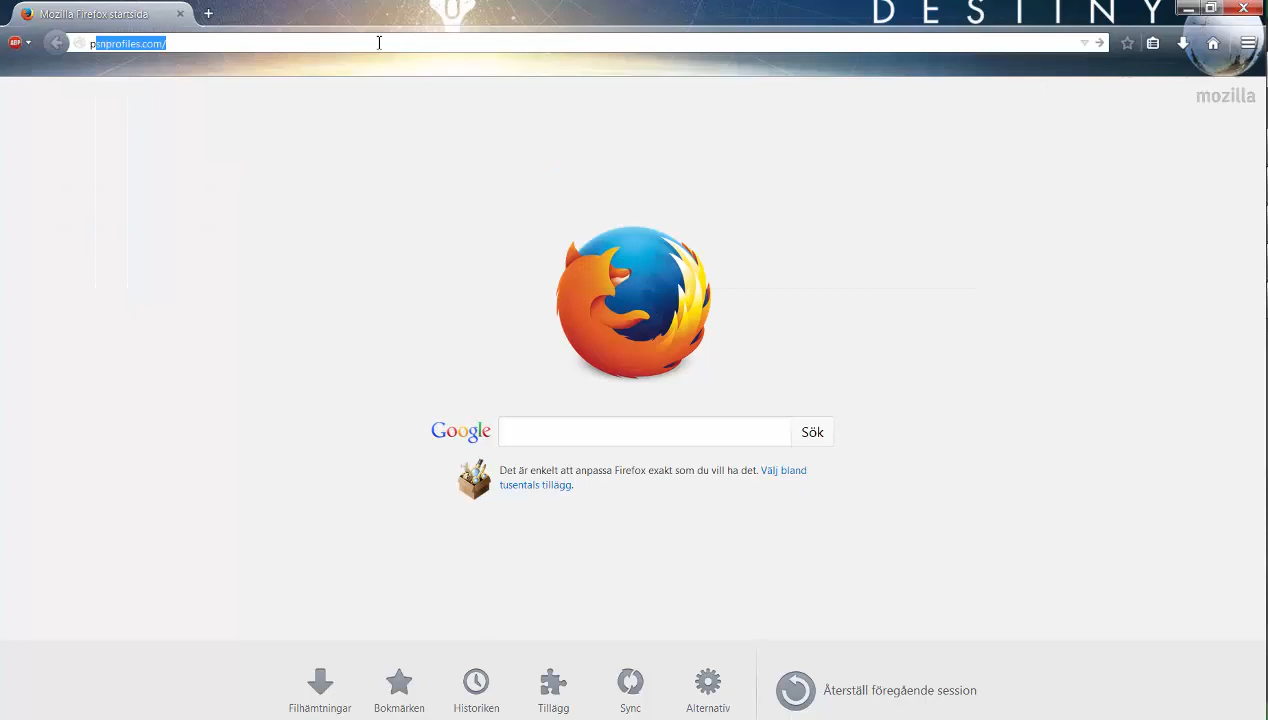 DESTINY
Mozilla Firefox startsida
ABP
psnprofiles.com/
mozilla
Google
Sök
Det är enkelt att anpassa Firefox exakt som du vill ha det. Välj bland
tusentals tillägg.
Filhämtningar
Bokmärken
Historiken
Tillägg
Sync
Alternativ
Återställ föregående session